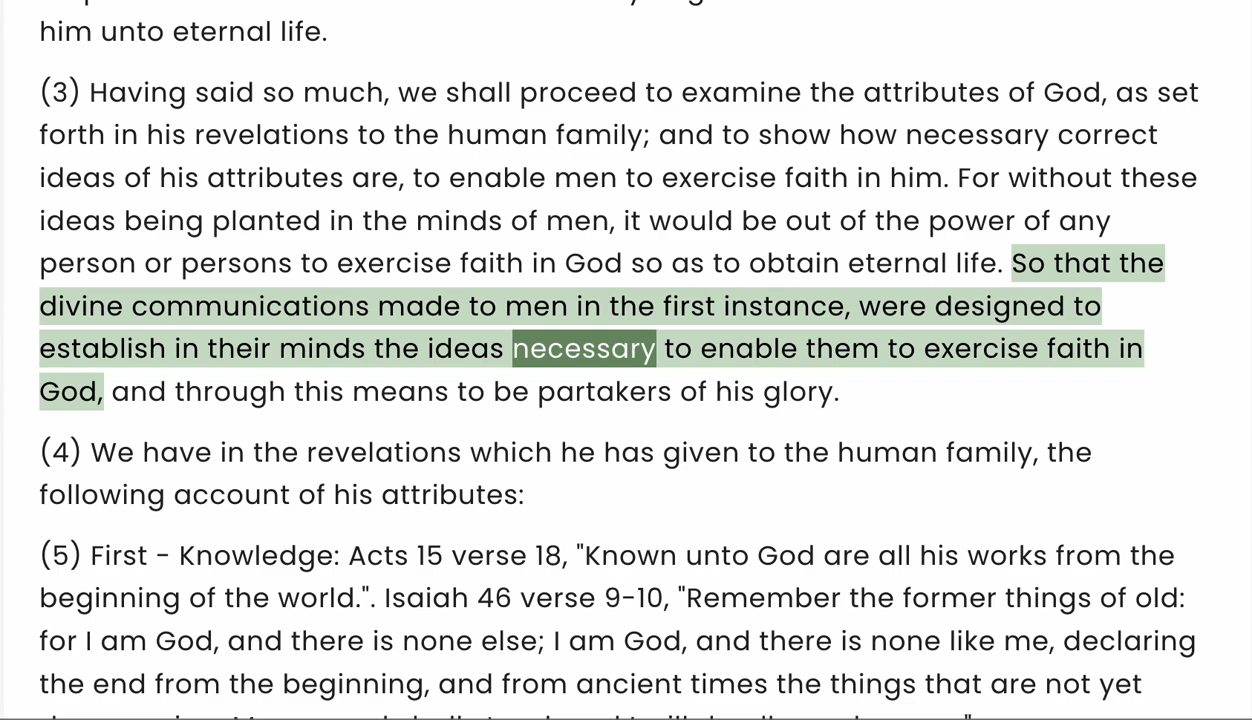 him unto eternal life.
(3) Having said so much, we shall proceed to examine the attributes of God, as set
forth in his revelations to the human family; and to show how necessary correct
ideas of his attributes are, to enable men to exercise faith in him. For without these
ideas being planted in the minds of men, it would be out of the power of any
person or persons to exercise faith in God so as to obtain eternal life. So that the
divine communications made to men in the first instance, were designed to
establish in their minds the ideas necessary to enable them to exercise faith in
God, and through this means to be partakers of his glory.
(4) We have in the revelations which he has given to the human family, the
following account of his attributes:
(5) First - Knowledge: Acts 15 verse 18, "Known unto God are all his works from the
beginning of the world.". Isaiah 46 verse 9-10, "Remember the former things of old:
for I am God, and there is none else; I am God, and there is none like me, declaring
the end from the beginning, and from ancient times the things that are not yet